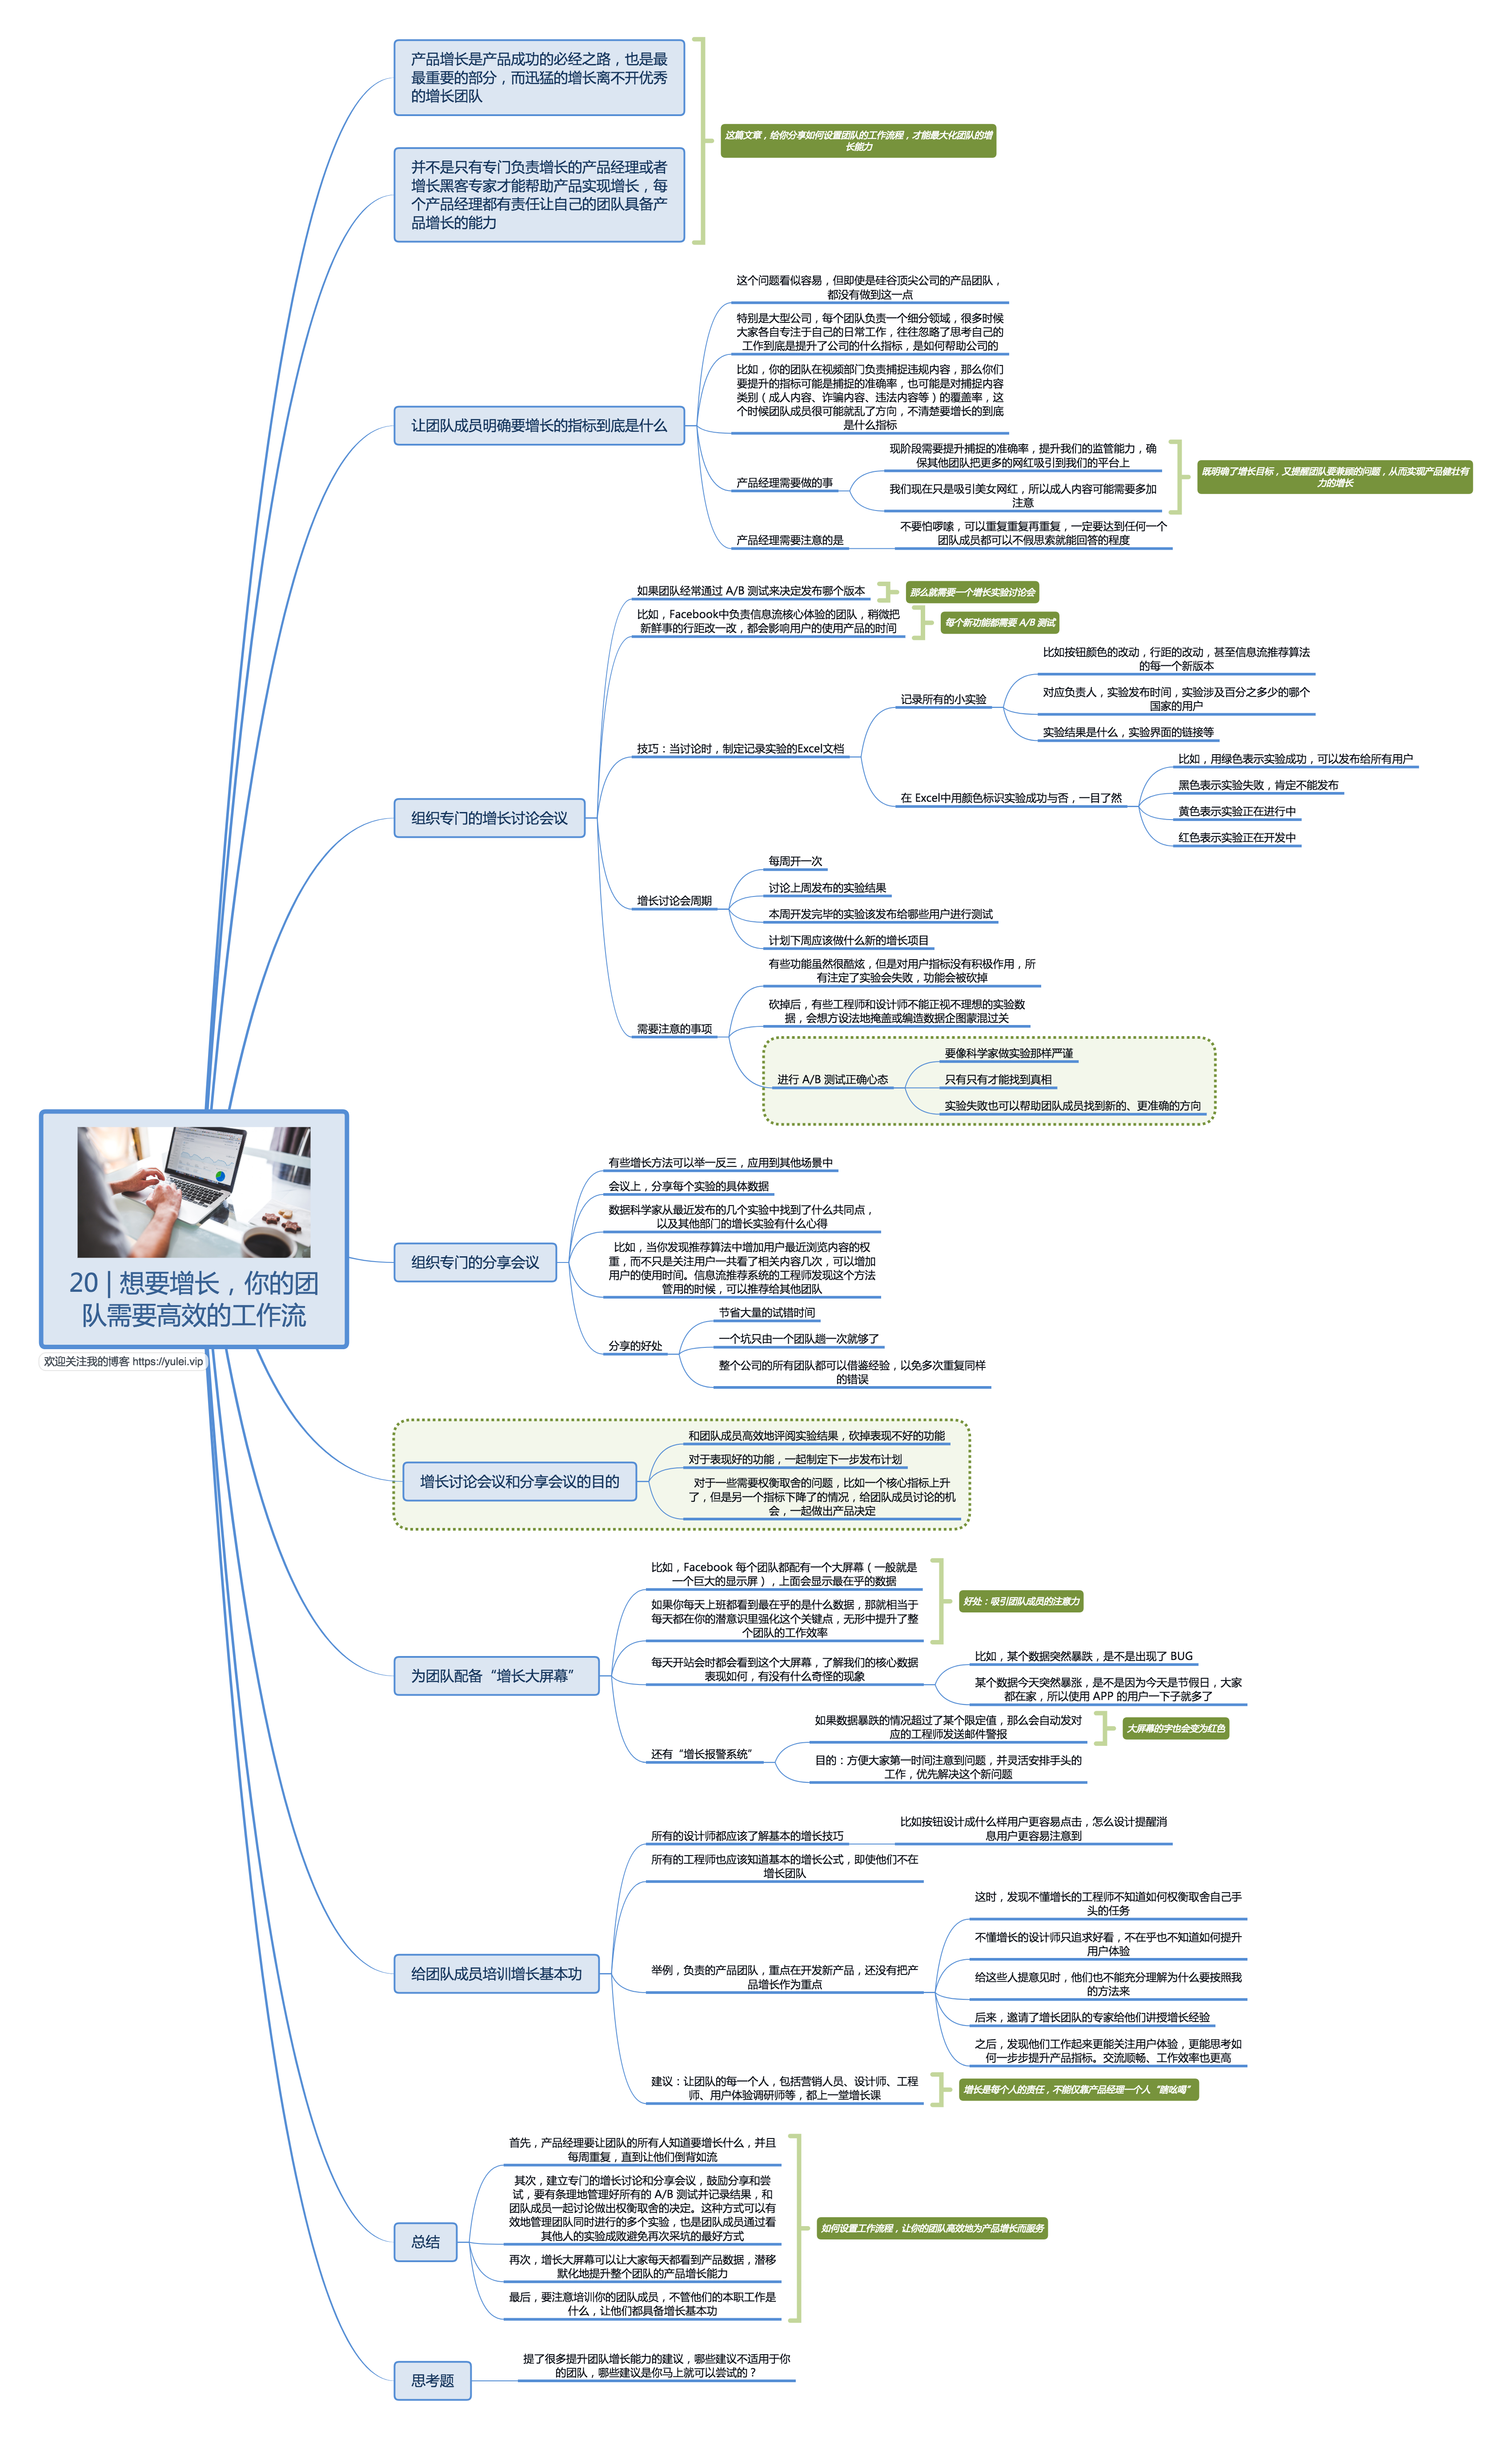 产品增长是产品成功的必经之路，也是最
最重要的部分，而迅猛的增长离不开优秀
的增长团队
这篇文章，给你分享如何设置团队的工作流程，才能最大化团队的增
长能力
并不是只有专门负责增长的产品经理或者
增长黑客专家才能帮助产品实现增长，每
个产品经理都有责任让自己的团队具备产
品增长的能力
让团队成员明确要增长的指标到底是什么
这个问题看似容易，但即使是硅谷顶尖公司的产品团队，
都没有做到这一点
特别是大型公司，每个团队负责一个细分领域，很多时候
大家各自专注于自己的日常工作，往往忽略了思考自己的
工作到底是提升了公司的什么指标，是如何帮助公司的
比如，你的团队在视频部门负责捕捉违规内容，那么你们
要提升的指标可能是捕捉的准确率，也可能是对捕捉内容
类别（成人内容、诈骗内容、违法内容等）的覆盖率，这
个时候团队成员很可能就乱了方向，不清楚要增长的到底
是什么指标
产品经理需要做的事
现阶段需要提升捕捉的准确率，提升我们的监管能力，确
保其他团队把更多的网红吸引到我们的平台上
我们现在只是吸引美女网红，所以成人内容可能需要多加
注意
既明确了增长目标，又提醒团队要兼顾的问题，从而实现产品健壮有
力的增长
产品经理需要注意的是
不要怕啰嗦，可以重复重复再重复，一定要达到任何一个
团队成员都可以不假思索就能回答的程度
组织专门的增长讨论会议
如果团队经常通过 A/B 测试来决定发布哪个版本
那么就需要一个增长实验讨论会
比如，Facebook中负责信息流核心体验的团队，稍微把
新鲜事的行距改一改，都会影响用户的使用产品的时间
每个新功能都需要 A/B 测试
技巧：当讨论时，制定记录实验的Excel文档
记录所有的小实验
比如按钮颜色的改动，行距的改动，甚至信息流推荐算法
的每一个新版本
对应负责人，实验发布时间，实验涉及百分之多少的哪个
国家的用户
实验结果是什么，实验界面的链接等
在 Excel中用颜色标识实验成功与否，一目了然
比如，用绿色表示实验成功，可以发布给所有用户
黑色表示实验失败，肯定不能发布
黄色表示实验正在进行中
红色表示实验正在开发中
增长讨论会周期
每周开一次
讨论上周发布的实验结果
本周开发完毕的实验该发布给哪些用户进行测试
计划下周应该做什么新的增长项目
需要注意的事项
有些功能虽然很酷炫，但是对用户指标没有积极作用，所
有注定了实验会失败，功能会被砍掉
砍掉后，有些工程师和设计师不能正视不理想的实验数
据，会想方设法地掩盖或编造数据企图蒙混过关
进行 A/B 测试正确心态
要像科学家做实验那样严谨
只有只有才能找到真相
实验失败也可以帮助团队成员找到新的、更准确的方向
20 | 想要增长，你的团
队需要高效的工作流
欢迎关注我的博客 https://yulei.vip
组织专门的分享会议
有些增长方法可以举一反三，应用到其他场景中
会议上，分享每个实验的具体数据
数据科学家从最近发布的几个实验中找到了什么共同点，
以及其他部门的增长实验有什么心得
比如，当你发现推荐算法中增加用户最近浏览内容的权
重，而不只是关注用户一共看了相关内容几次，可以增加
用户的使用时间。信息流推荐系统的工程师发现这个方法
管用的时候，可以推荐给其他团队
分享的好处
节省大量的试错时间
一个坑只由一个团队趟一次就够了
整个公司的所有团队都可以借鉴经验，以免多次重复同样
的错误
增长讨论会议和分享会议的目的
和团队成员高效地评阅实验结果，砍掉表现不好的功能
对于表现好的功能，一起制定下一步发布计划
对于一些需要权衡取舍的问题，比如一个核心指标上升
了，但是另一个指标下降了的情况，给团队成员讨论的机
会，一起做出产品决定
为团队配备“增长大屏幕”
比如，Facebook 每个团队都配有一个大屏幕（一般就是
一个巨大的显示屏），上面会显示最在乎的数据
如果你每天上班都看到最在乎的是什么数据，那就相当于
每天都在你的潜意识里强化这个关键点，无形中提升了整
个团队的工作效率
好处：吸引团队成员的注意力
每天开站会时都会看到这个大屏幕，了解我们的核心数据
表现如何，有没有什么奇怪的现象
比如，某个数据突然暴跌，是不是出现了 BUG
某个数据今天突然暴涨，是不是因为今天是节假日，大家
都在家，所以使用 APP 的用户一下子就多了
还有“增长报警系统”
如果数据暴跌的情况超过了某个限定值，那么会自动发对
应的工程师发送邮件警报
大屏幕的字也会变为红色
目的：方便大家第一时间注意到问题，并灵活安排手头的
工作，优先解决这个新问题
给团队成员培训增长基本功
所有的设计师都应该了解基本的增长技巧
比如按钮设计成什么样用户更容易点击，怎么设计提醒消
息用户更容易注意到
所有的工程师也应该知道基本的增长公式，即使他们不在
增长团队
举例，负责的产品团队，重点在开发新产品，还没有把产
品增长作为重点
这时，发现不懂增长的工程师不知道如何权衡取舍自己手
头的任务
不懂增长的设计师只追求好看，不在乎也不知道如何提升
用户体验
给这些人提意见时，他们也不能充分理解为什么要按照我
的方法来
后来，邀请了增长团队的专家给他们讲授增长经验
之后，发现他们工作起来更能关注用户体验，更能思考如
何一步步提升产品指标。交流顺畅、工作效率也更高
建议：让团队的每一个人，包括营销人员、设计师、工程
师、用户体验调研师等，都上一堂增长课
增长是每个人的责任，不能仅靠产品经理一个人“瞎吆喝”
总结
首先，产品经理要让团队的所有人知道要增长什么，并且
每周重复，直到让他们倒背如流
其次，建立专门的增长讨论和分享会议，鼓励分享和尝
试，要有条理地管理好所有的 A/B 测试并记录结果，和
团队成员一起讨论做出权衡取舍的决定。这种方式可以有
效地管理团队同时进行的多个实验，也是团队成员通过看
其他人的实验成败避免再次采坑的最好方式
再次，增长大屏幕可以让大家每天都看到产品数据，潜移
默化地提升整个团队的产品增长能力
最后，要注意培训你的团队成员，不管他们的本职工作是
什么，让他们都具备增长基本功
如何设置工作流程，让你的团队高效地为产品增长而服务
思考题
提了很多提升团队增长能力的建议，哪些建议不适用于你
的团队，哪些建议是你马上就可以尝试的？